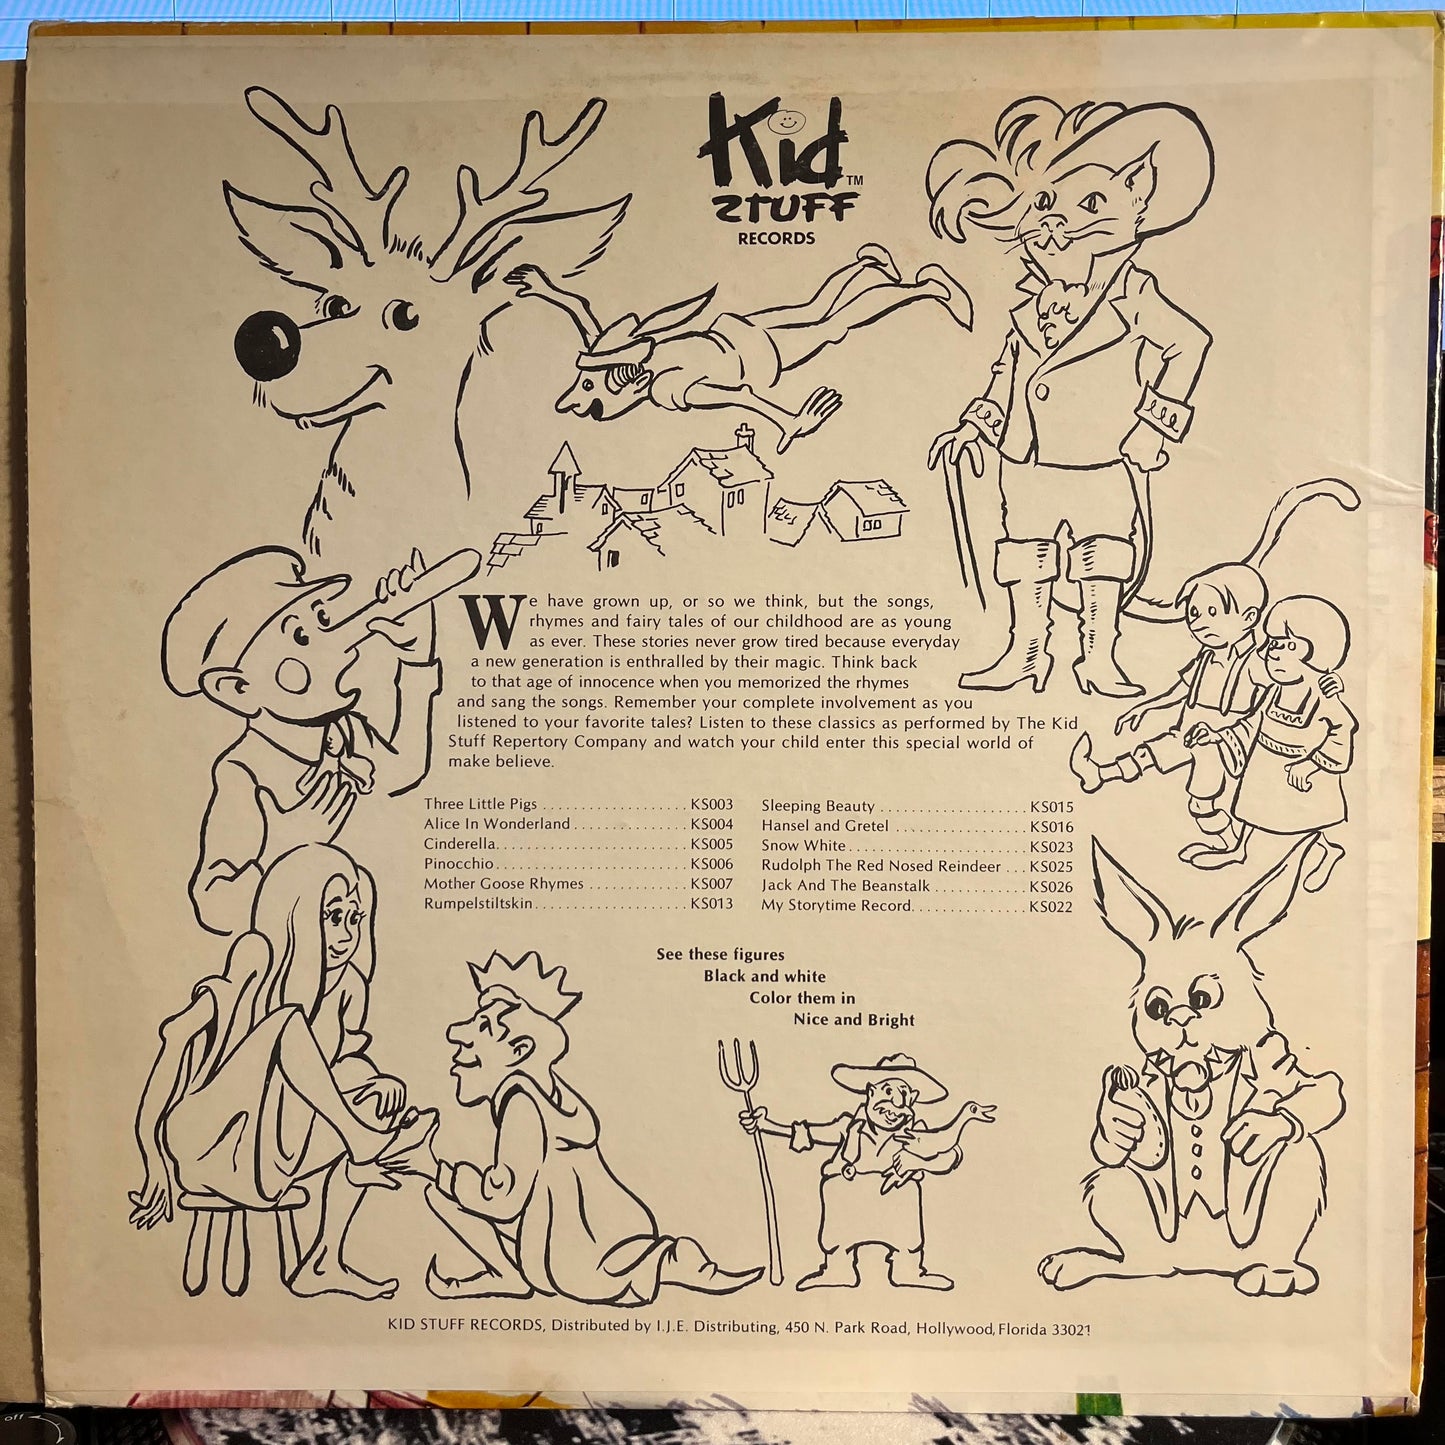 Kid
STUFF TM
RECORDS
We have grown up, or so we think, but the songs,
rhymes and fairy tales of our childhood are as young
as ever. These stories never grow tired because everyday
a new generation is enthralled by their magic. Think back
to that age of innocence when you memorized the rhymes
and sang the songs. Remember your complete involvement as you
listened to your favorite tales? Listen to these classics as performed by The Kid
Stuff Repertory Company and watch your child enter this special world of
make believe.
Three Little Pigs . . . . . . . . . . . . . . . . . . . KS003
Alice In Wonderland . . . . . . . . . . . . . . . KS004
Cinderella. . . . . . . . . . . . . . . . . . . . . . . . . KS005
Pinocchio. . . . . . . . . . . . . . . . . . . . . . . . . KS006
Mother Goose Rhymes . . . . . . . . . . . . . KS007
Rumpelstiltskin . . . . . . . . . . . . . . . . . . . . KS013
Sleeping Beauty . . . . . . . . . . . . . . . . . . . KS015
Hansel and Gretel . . . . . . . . . . . . . . . . . KS016
Snow White . . . . . . . . . . . . . . . . . . . . . . . KS023
Rudolph The Red Nosed Reindeer . . . KS025
Jack And The Beanstalk . . . . . . . . . . . . KS026
My Storytime Record. . . . . . . . . . . . . . . KS022
See these figures
Black and white
Color them in
Nice and Bright
KID STUFF RECORDS, Distributed by I.J.E. Distributing, 450 N. Park Road, Hollywood, Florida 33021